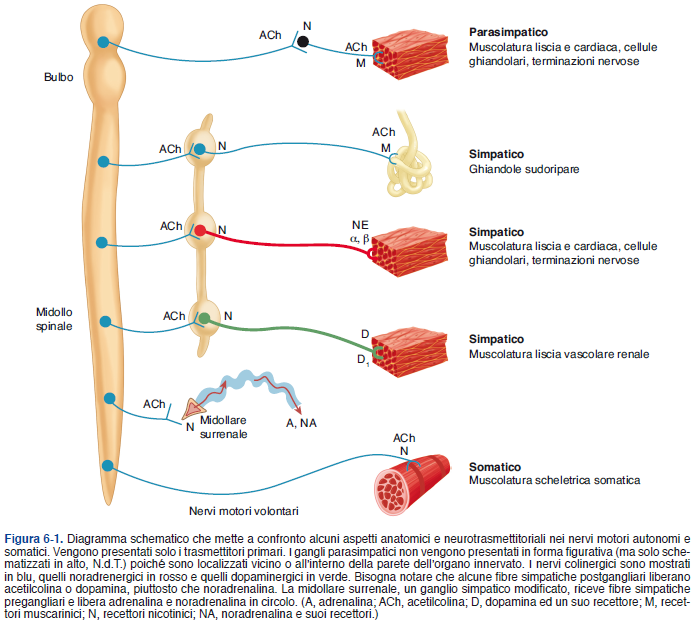 ACh
N
ACh
M
Parasimpatico
Muscolatura liscia e cardiaca, cellule
ghiandolari, terminazioni nervose
Bulbo
ACh
N
ACh
M
Simpatico
Ghiandole sudoripare
ACh
N
NE
α, β
Simpatico
Muscolatura liscia e cardiaca, cellule
ghiandolari, terminazioni nervose
Midollo
spinale
ACh
N
D
D1
Simpatico
Muscolatura liscia vascolare renale
ACh
N
Midollare
surrenale
A, NA
ACh
N
Somatico
Muscolatura scheletrica somatica
Nervi motori volontari
Figura 6-1. Diagramma schematico che mette a confronto alcuni aspetti anatomici e neurotrasmettitoriali nei nervi motori autonomi e
somatici. Vengono presentati solo i trasmettitori primari. I gangli parasimpatici non vengono presentati in forma figurativa (ma solo sche-
matizzati in alto, N.d.T.) poiché sono localizzati vicino o all'interno della parete dell'organo innervato. I nervi colinergici sono mostrati
in blu, quelli noradrenergici in rosso e quelli dopaminergici in verde. Bisogna notare che alcune fibre simpatiche postgangliari liberano
acetilcolina o dopamina, piuttosto che noradrenalina. La midollare surrenale, un ganglio simpatico modificato, riceve fibre simpatiche
pregangliari e libera adrenalina e noradrenalina in circolo. (A, adrenalina; ACh, acetilcolina; D, dopamina ed un suo recettore; M, recet-
tori muscarinici; N, recettori nicotinici; NA, noradrenalina e suoi recettori.)